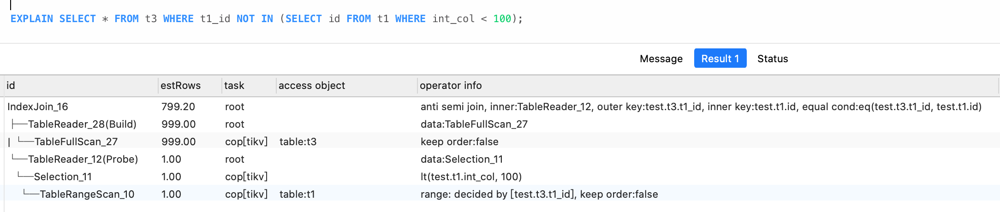 EXPLAIN SELECT * FROM t3 WHERE t1_id NOT IN (SELECT id FROM t1 WHERE int_col < 100);
Message Result 1 Status
id estRows task access object operator info
IndexJoin_16 799.20 root anti semi join, inner:TableReader_12, outer key:test.t3.t1_id, inner key:test.t1.id, equal cond:eq(test.t3.t1_id, test.t1.id)
├──TableReader_28(Build) 999.00 root data:TableFullScan_27
| └──TableFullScan_27 999.00 cop[tikv] table:t3 keep order:false
└──TableReader_12(Probe) 1.00 root data:Selection_11
└──Selection_11 1.00 cop[tikv] lt(test.t1.int_col, 100)
└──TableRangeScan_10 1.00 cop[tikv] table:t1 range: decided by [test.t3.t1_id], keep order:false